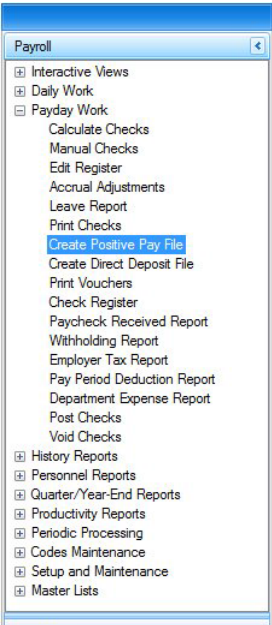 Payroll
Interactive Views
Daily Work
Payday Work
Calculate Checks
Manual Checks
Edit Register
Accrual Adjustments
Leave Report
Print Checks
Create Positive Pay File
Create Direct Deposit File
Print Vouchers
Check Register
Paycheck Received Report
Withholding Report
Employer Tax Report
Pay Period Deduction Report
Department Expense Report
Post Checks
Void Checks
History Reports
Personnel Reports
Quarter/Year-End Reports
Productivity Reports
Periodic Processing
Codes Maintenance
Setup and Maintenance
Master Lists